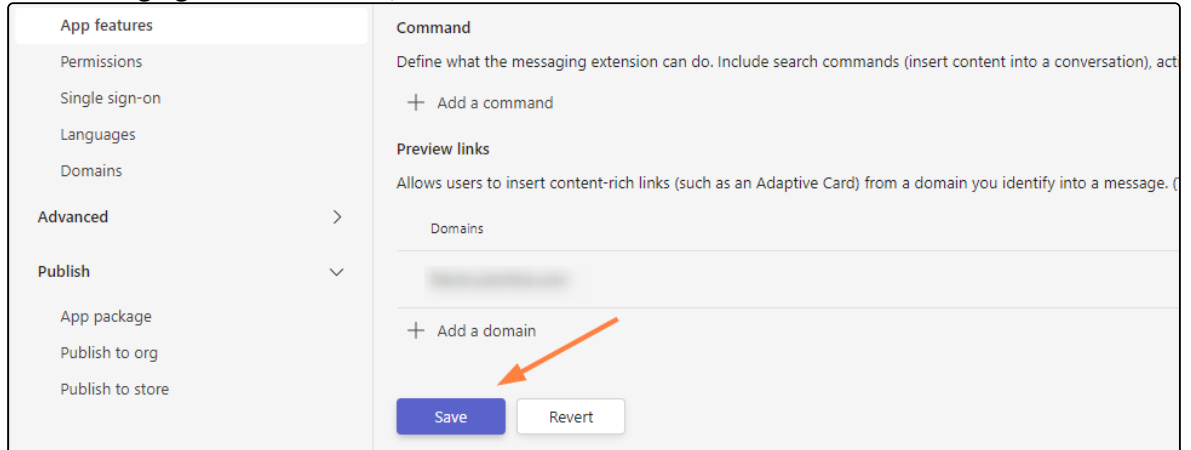 App features
Permissions
Single sign-on
Languages
Domains
Advanced
Publish
App package
Publish to org
Publish to store
Command
Define what the messaging extension can do. Include search commands (insert content into a conversation),
Add a command
Preview links
Allows users to insert content-rich links (such as an Adaptive Card) from a domain you identify into a message. (
Domains
Add a domain
Save
Revert